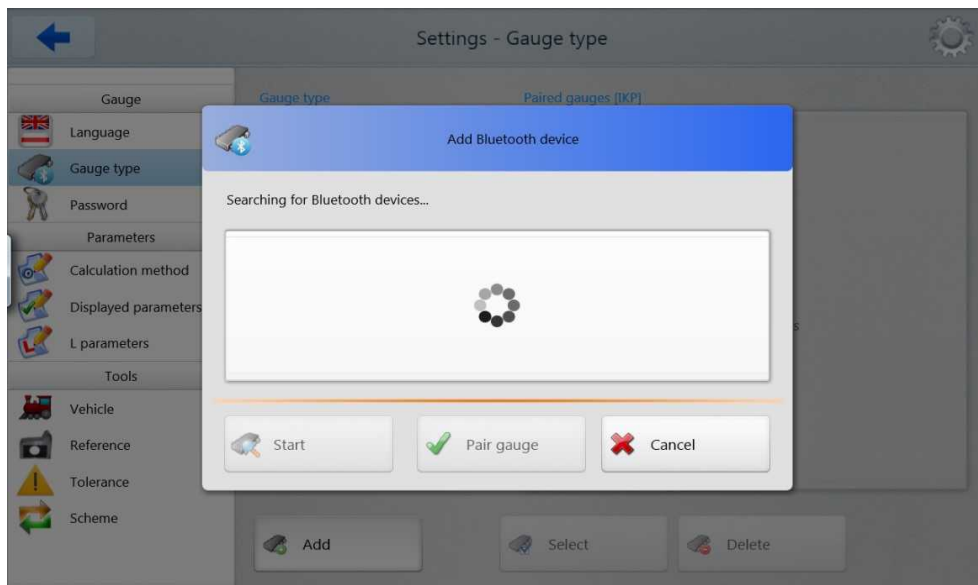 Settings - Gauge type
Gauge
Language
Gauge type
Password
Parameters
Calculation method
Displayed parameters
L parameters
Tools
Vehicle
Reference
Tolerance
Scheme
Gauge type
Paired gauges [IKP]
Add Bluetooth device
Searching for Bluetooth devices...
Start
Pair gauge
Cancel
Add
Select
Delete